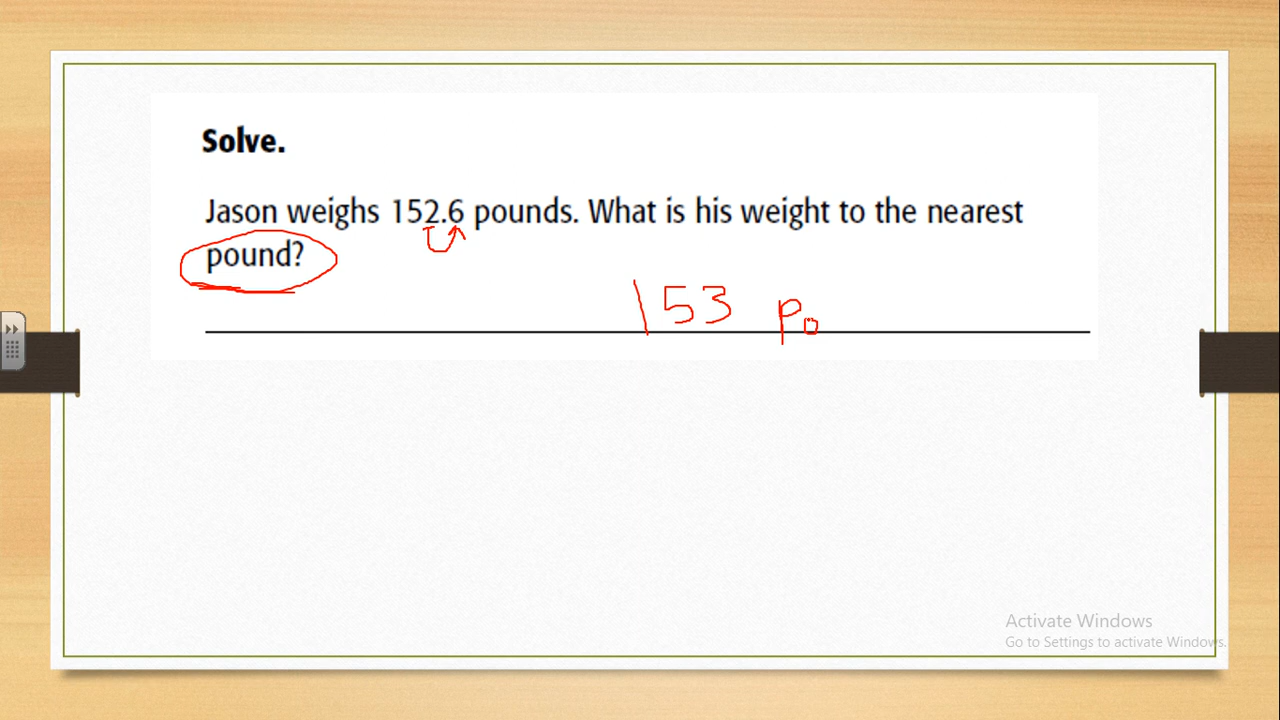 Solve.
Jason weighs 152.6 pounds. What is his weight to the nearest
pound?
153 po
Activate Windows
Go to Settings to activate Windows.